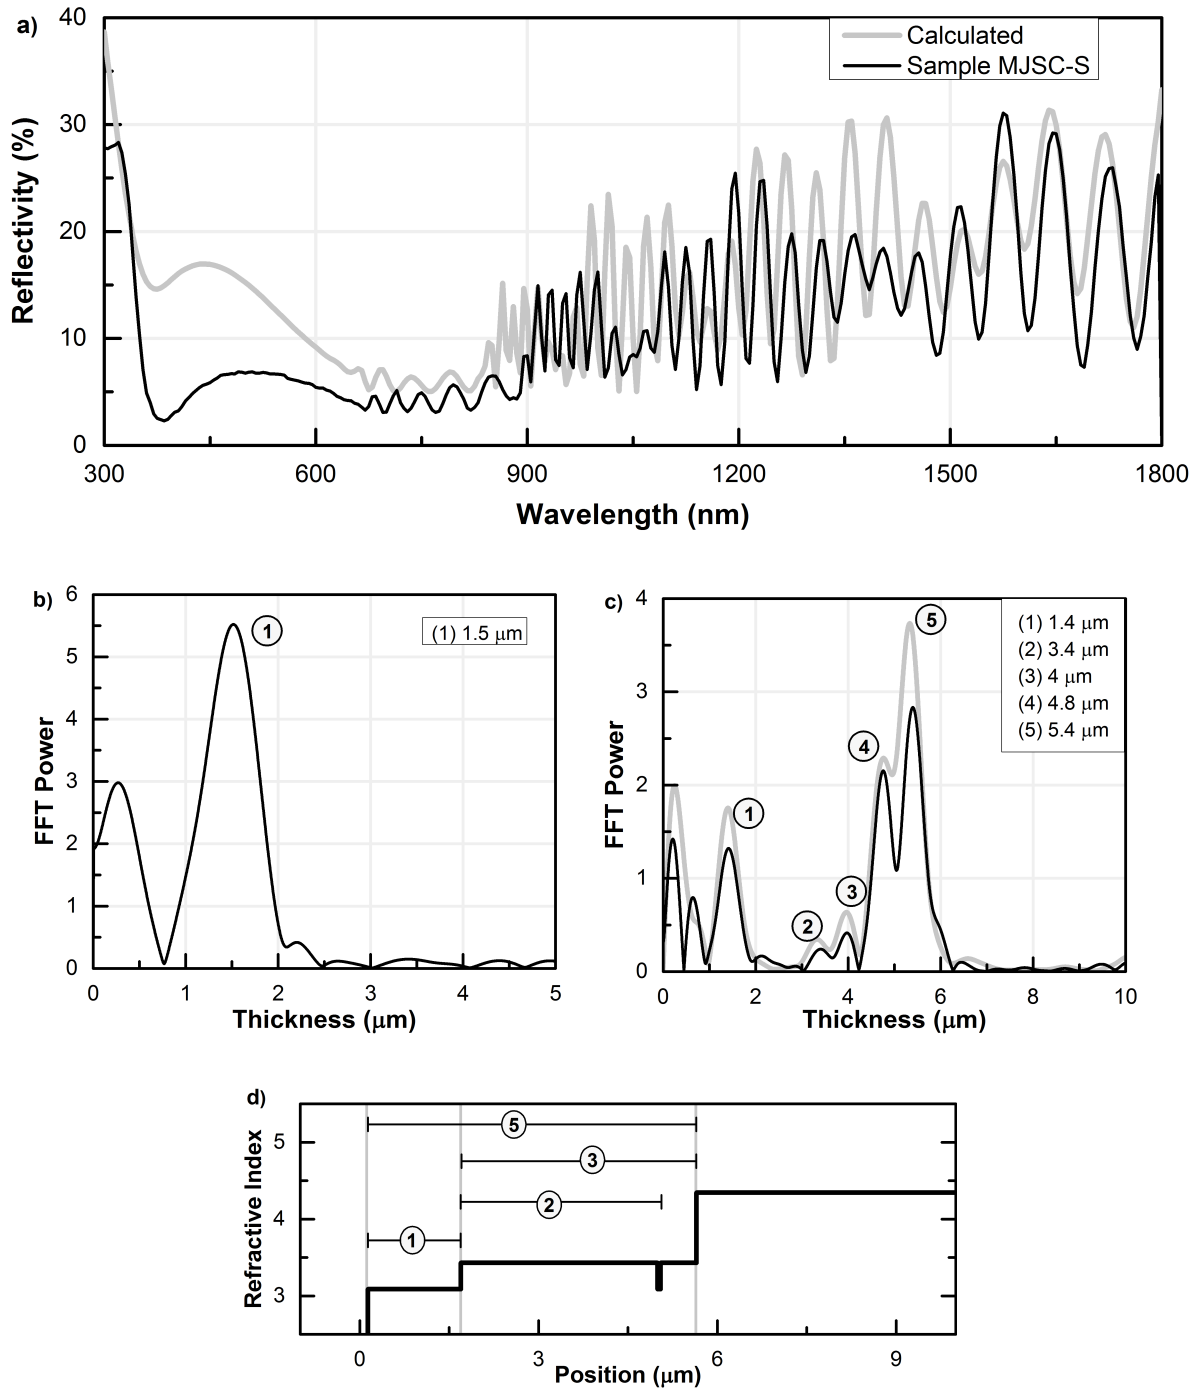 a)
40
30
20
10
0
Reflectivity (%)
Calculated
Sample MJSC-S
300 600 900 1200 1500 1800
Wavelength (nm)
b)
6
5
4
3
2
1
0
FFT Power
1
(1) 1.5 μm
0 1 2 3 4 5
Thickness (μm)
c)
4
3
2
1
0
FFT Power
(1) 1.4 μm
(2) 3.4 μm
(3) 4 μm
(4) 4.8 μm
(5) 5.4 μm
5
4
1
3
2
0 2 4 6 8 10
Thickness (μm)
d)
5
4
3
Refractive Index
5
3
2
1
0 3 6 9
Position (μm)